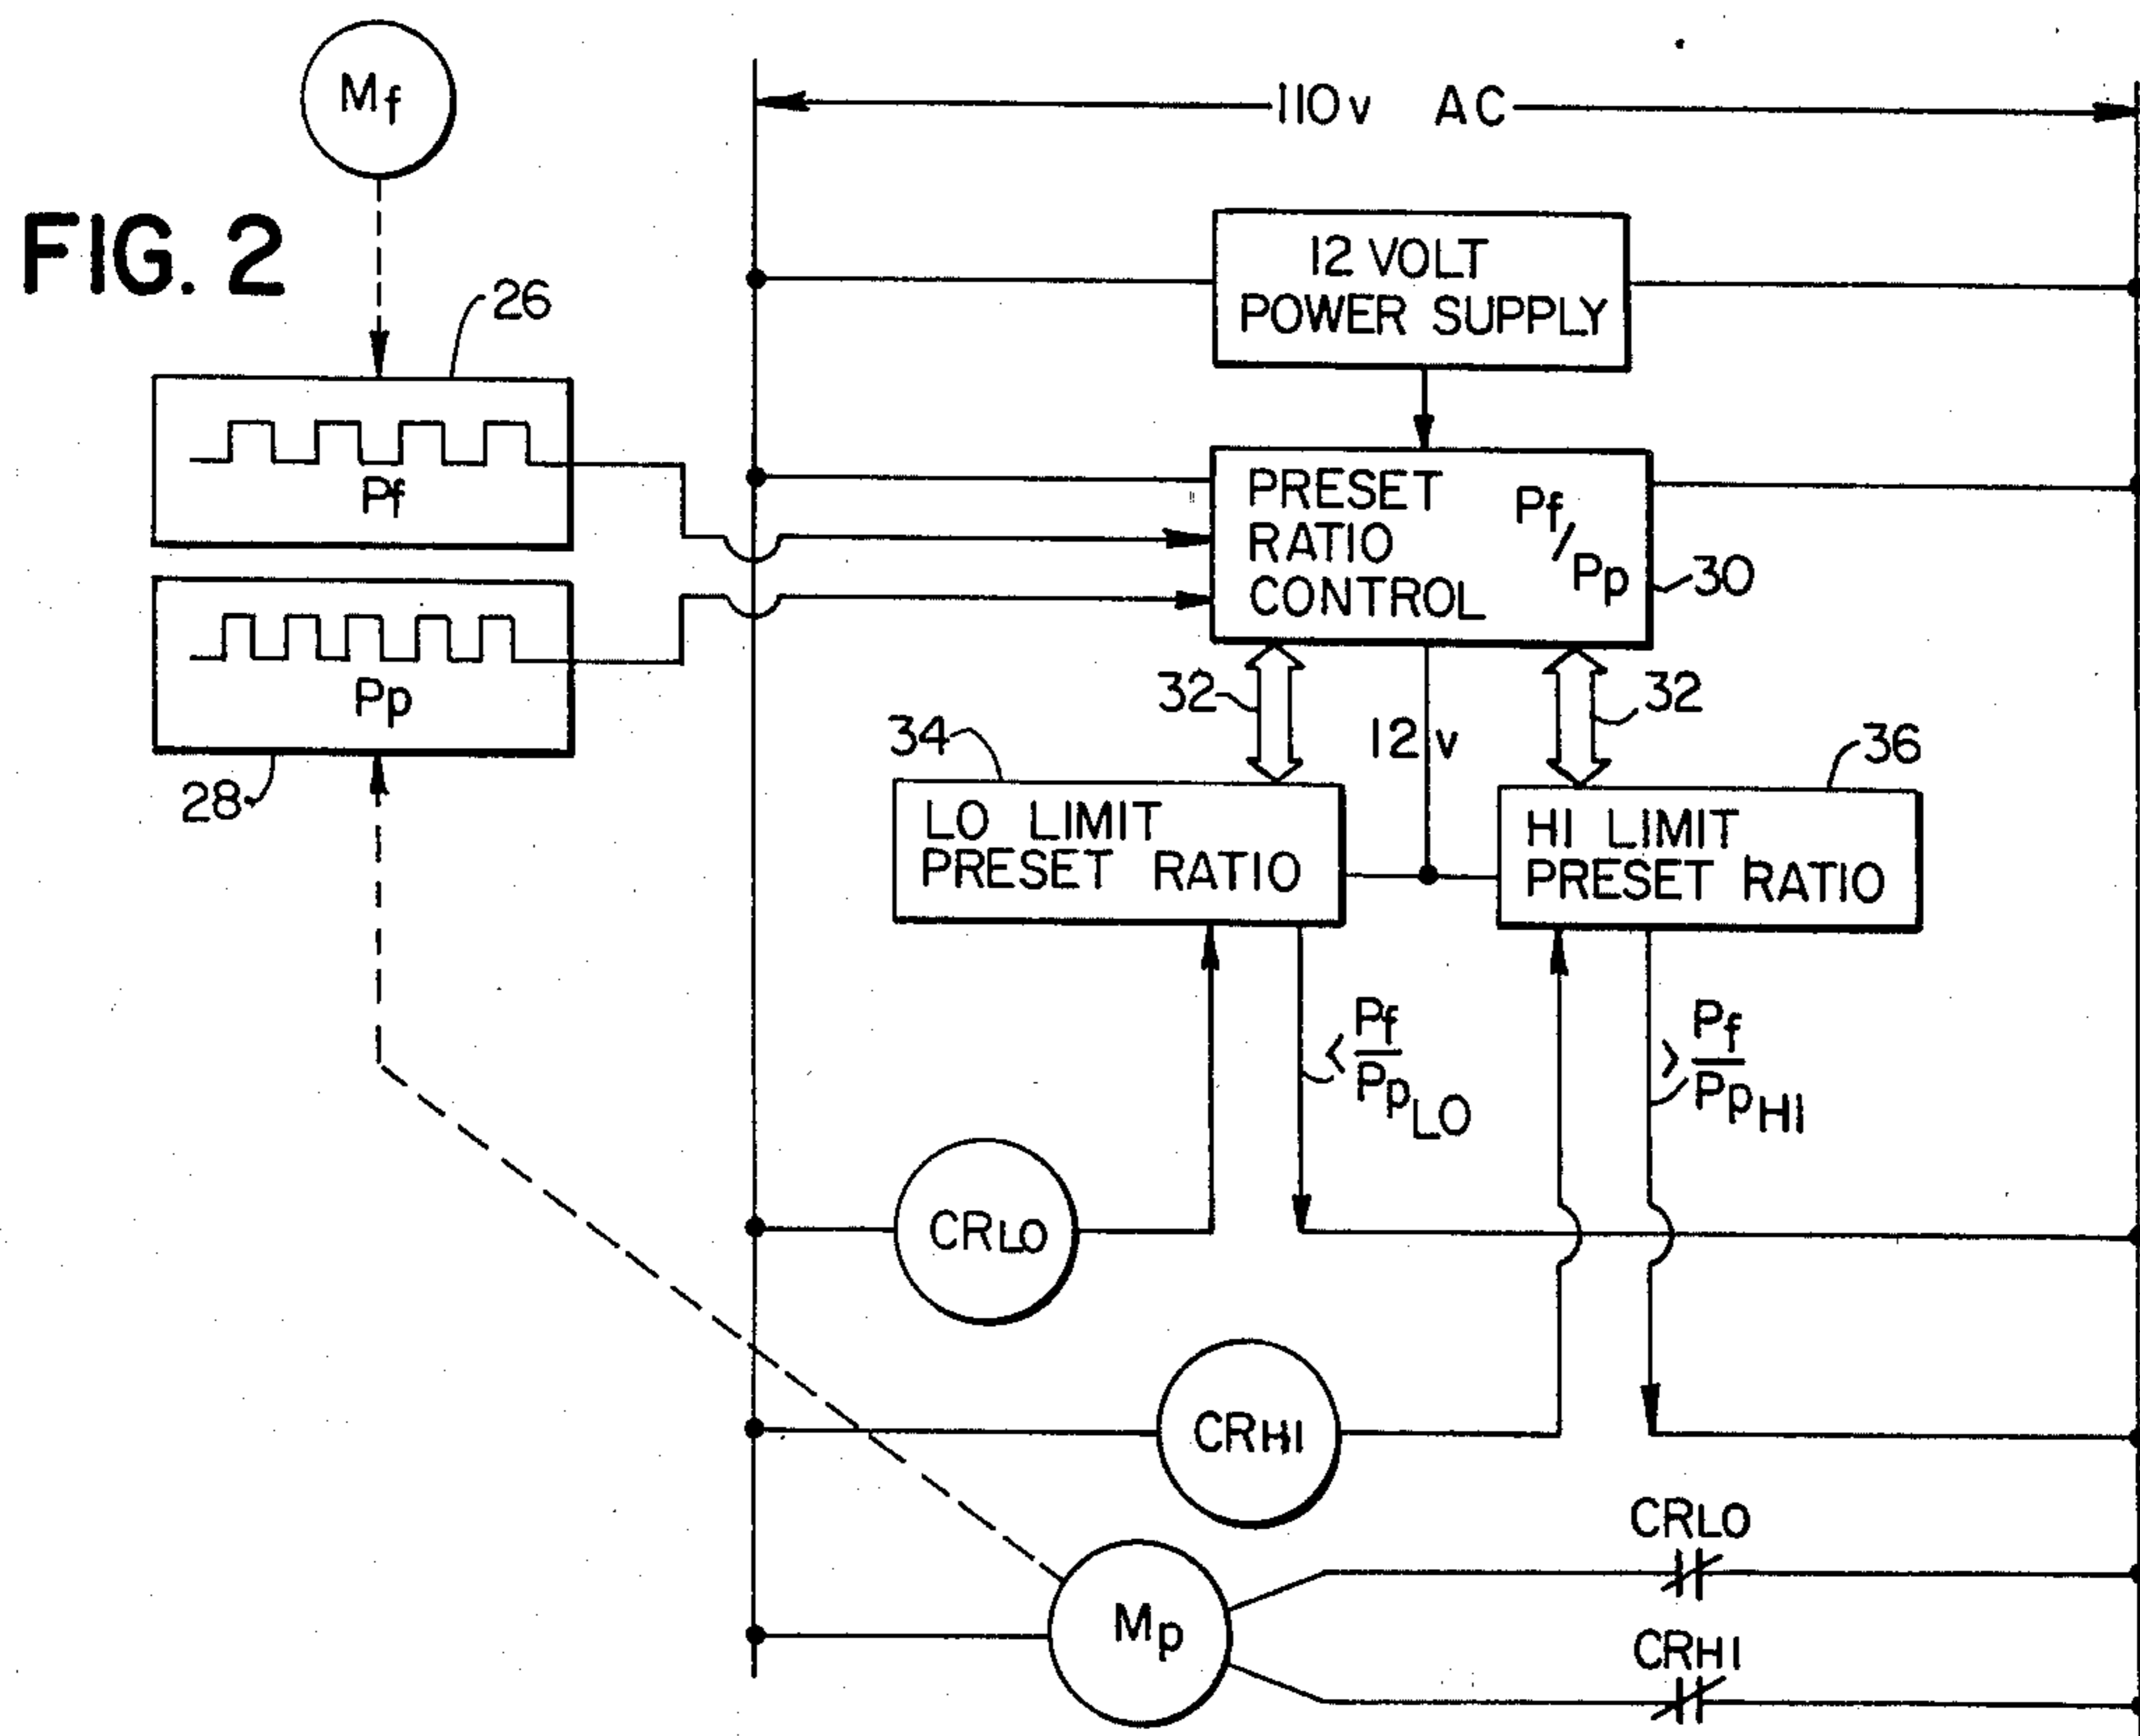 Mf
110v AC
FIG. 2
12 VOLT
POWER SUPPLY
26
Pf
PRESET
RATIO
CONTROL
Pf/Pp
30
Pp
28
32
12v
32
34
36
LO LIMIT
PRESET RATIO
HI LIMIT
PRESET RATIO
< Pf
PpLO
> Pf
PpHI
CRLO
CRHI
CRLO
Mp
CRHI